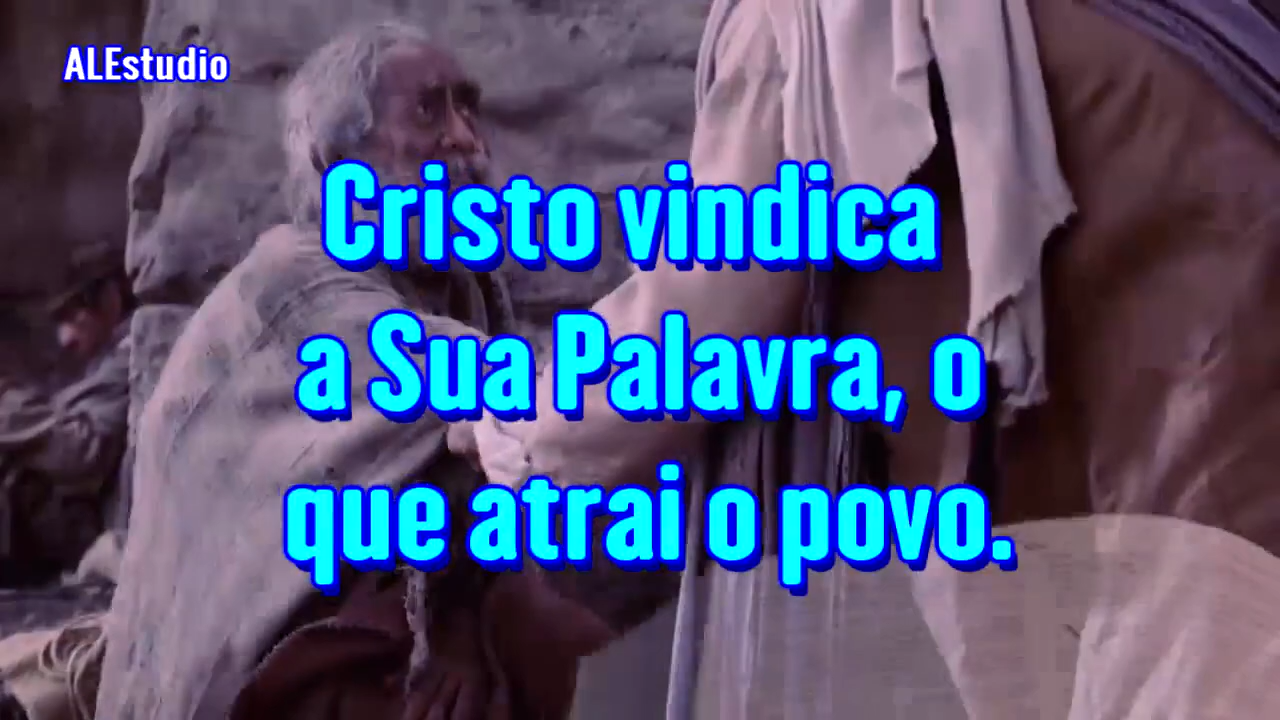 ALEstudio
Cristo vindica
a Sua Palavra, o
que atrai o povo.